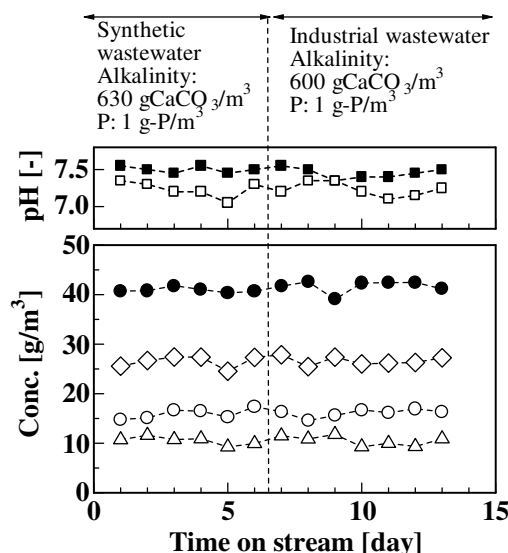 Synthetic
wastewater
Alkalinity:
630 gCaCO3/m3
P: 1 g-P/m3
Industrial wastewater
Alkalinity:
600 gCaCO3/m3
P: 1 g-P/m3
pH [-]
7.5
7.0
Conc. [g/m3]
50
40
30
20
10
0
0 5 10 15
Time on stream [day]